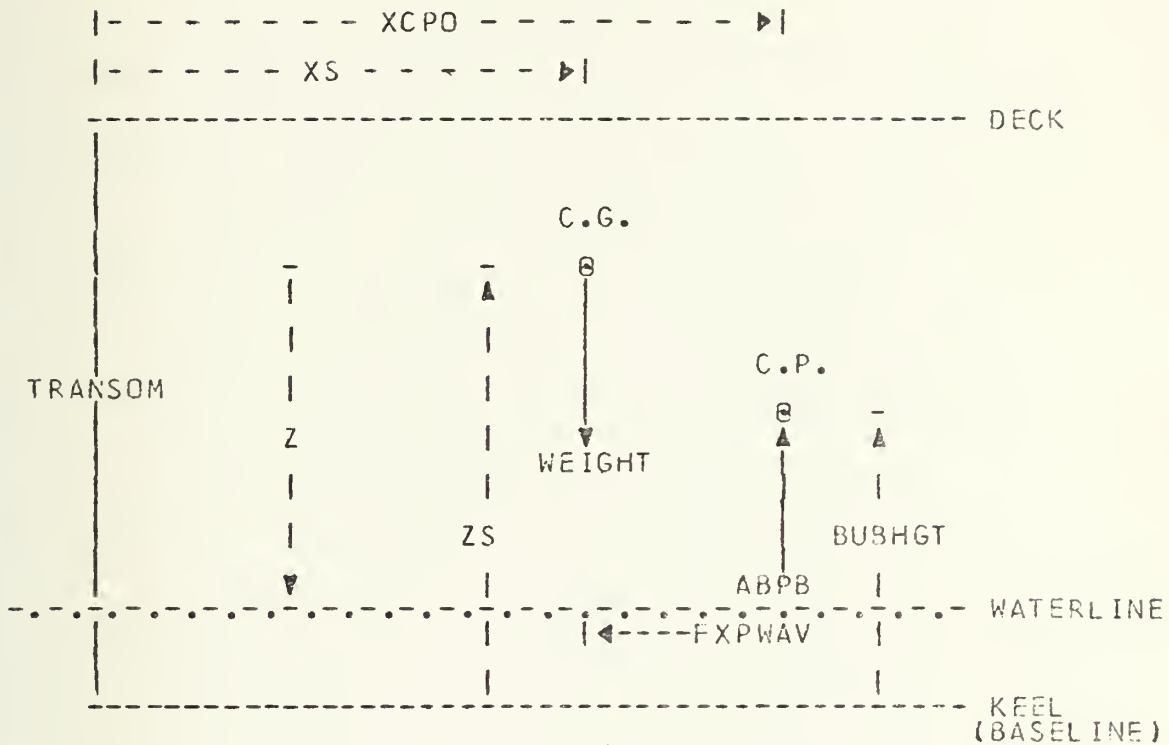 XCPO
XS
DECK
C.G.
C.P.
TRANSOM
Z
WEIGHT
ZS
BUBHGT
ABPB
WATERLINE
FXPWAV
KEEL
(BASELINE)